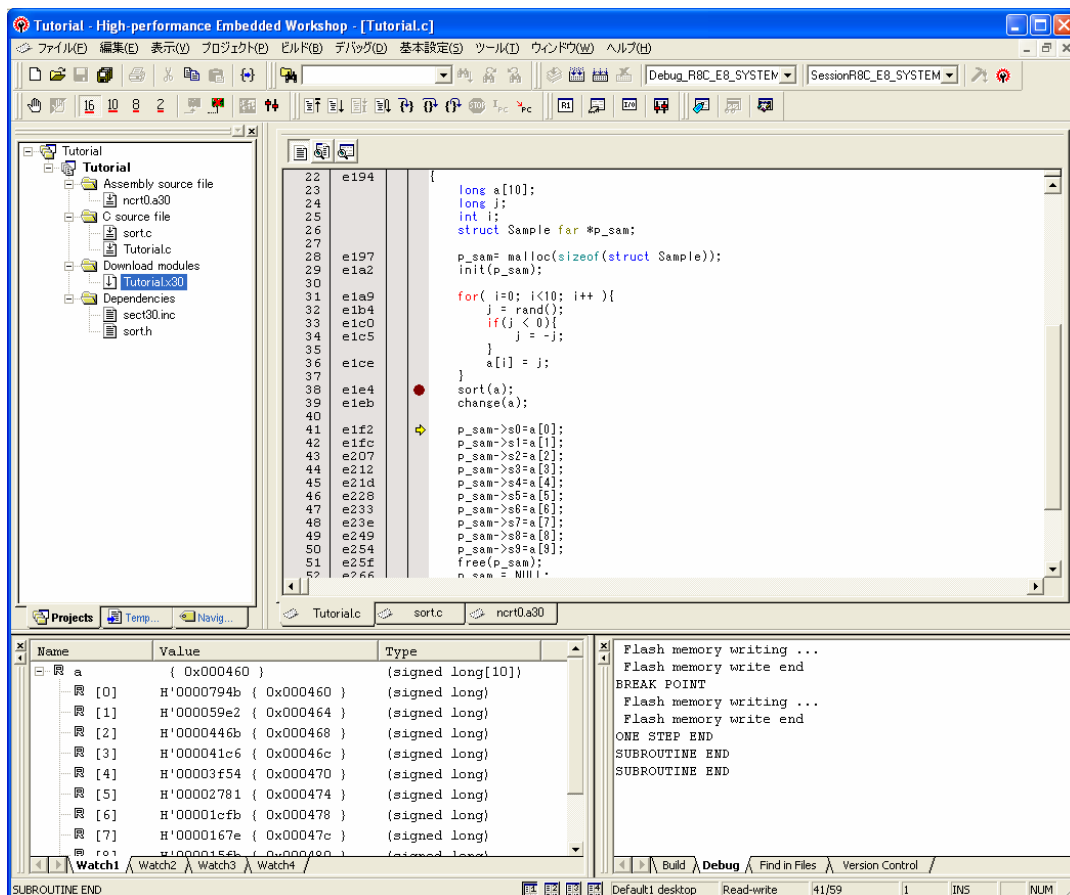 Tutorial - High-performance Embedded Workshop - [Tutorial.c]
ファイル(F) 編集(E) 表示(V) プロジェクト(P) ビルド(B) デバッグ(D) 基本設定(S) ツール(T) ウィンドウ(W) ヘルプ(H)
Debug_R8C_E8_SYSTEM SessionR8C_E8_SYSTEM
16 10 8 2
Tutorial
Tutorial
Assembly source file
ncrt0.a30
C source file
sort.c
Tutorial.c
Download modules
Tutorial.x30
Dependencies
sect30.inc
sort.h
Projects Temp... Navig...
22 e194 {
23 long a[10];
24 long j;
25 int i;
26 struct Sample far *p_sam;
27
28 e197 p_sam= malloc(sizeof(struct Sample));
29 e1a2 init(p_sam);
30
31 e1a9 for( i=0; i<10; i++ ){
32 e1b4 j = rand();
33 e1c0 if(j < 0){
34 e1c5 j = -j;
35 }
36 e1ce a[i] = j;
37 }
38 e1e4 sort(a);
39 e1eb change(a);
40
41 e1f2 p_sam->s0=a[0];
42 e1fc p_sam->s1=a[1];
43 e207 p_sam->s2=a[2];
44 e212 p_sam->s3=a[3];
45 e21d p_sam->s4=a[4];
46 e228 p_sam->s5=a[5];
47 e233 p_sam->s6=a[6];
48 e23e p_sam->s7=a[7];
49 e249 p_sam->s8=a[8];
50 e254 p_sam->s9=a[9];
51 e25f free(p_sam);
52 e266 p_sam = NULL;
Tutorial.c sort.c ncrt0.a30
Name Value Type
R a { 0x000460 } (signed long[10])
R [0] H'0000794b { 0x000460 } (signed long)
R [1] H'000059e2 { 0x000464 } (signed long)
R [2] H'0000446b { 0x000468 } (signed long)
R [3] H'000041c6 { 0x00046c } (signed long)
R [4] H'00003f54 { 0x000470 } (signed long)
R [5] H'00002781 { 0x000474 } (signed long)
R [6] H'00001cfb { 0x000478 } (signed long)
R [7] H'0000167e { 0x00047c } (signed long)
R [8] H'000015fb { 0x000480 } (signed long)
Watch1 Watch2 Watch3 Watch4
Flash memory writing ...
Flash memory write end
BREAK POINT
Flash memory writing ...
Flash memory write end
ONE STEP END
SUBROUTINE END
SUBROUTINE END
Build Debug Find in Files Version Control
SUBROUTINE END Default1 desktop Read-write 41/59 1 INS NUM